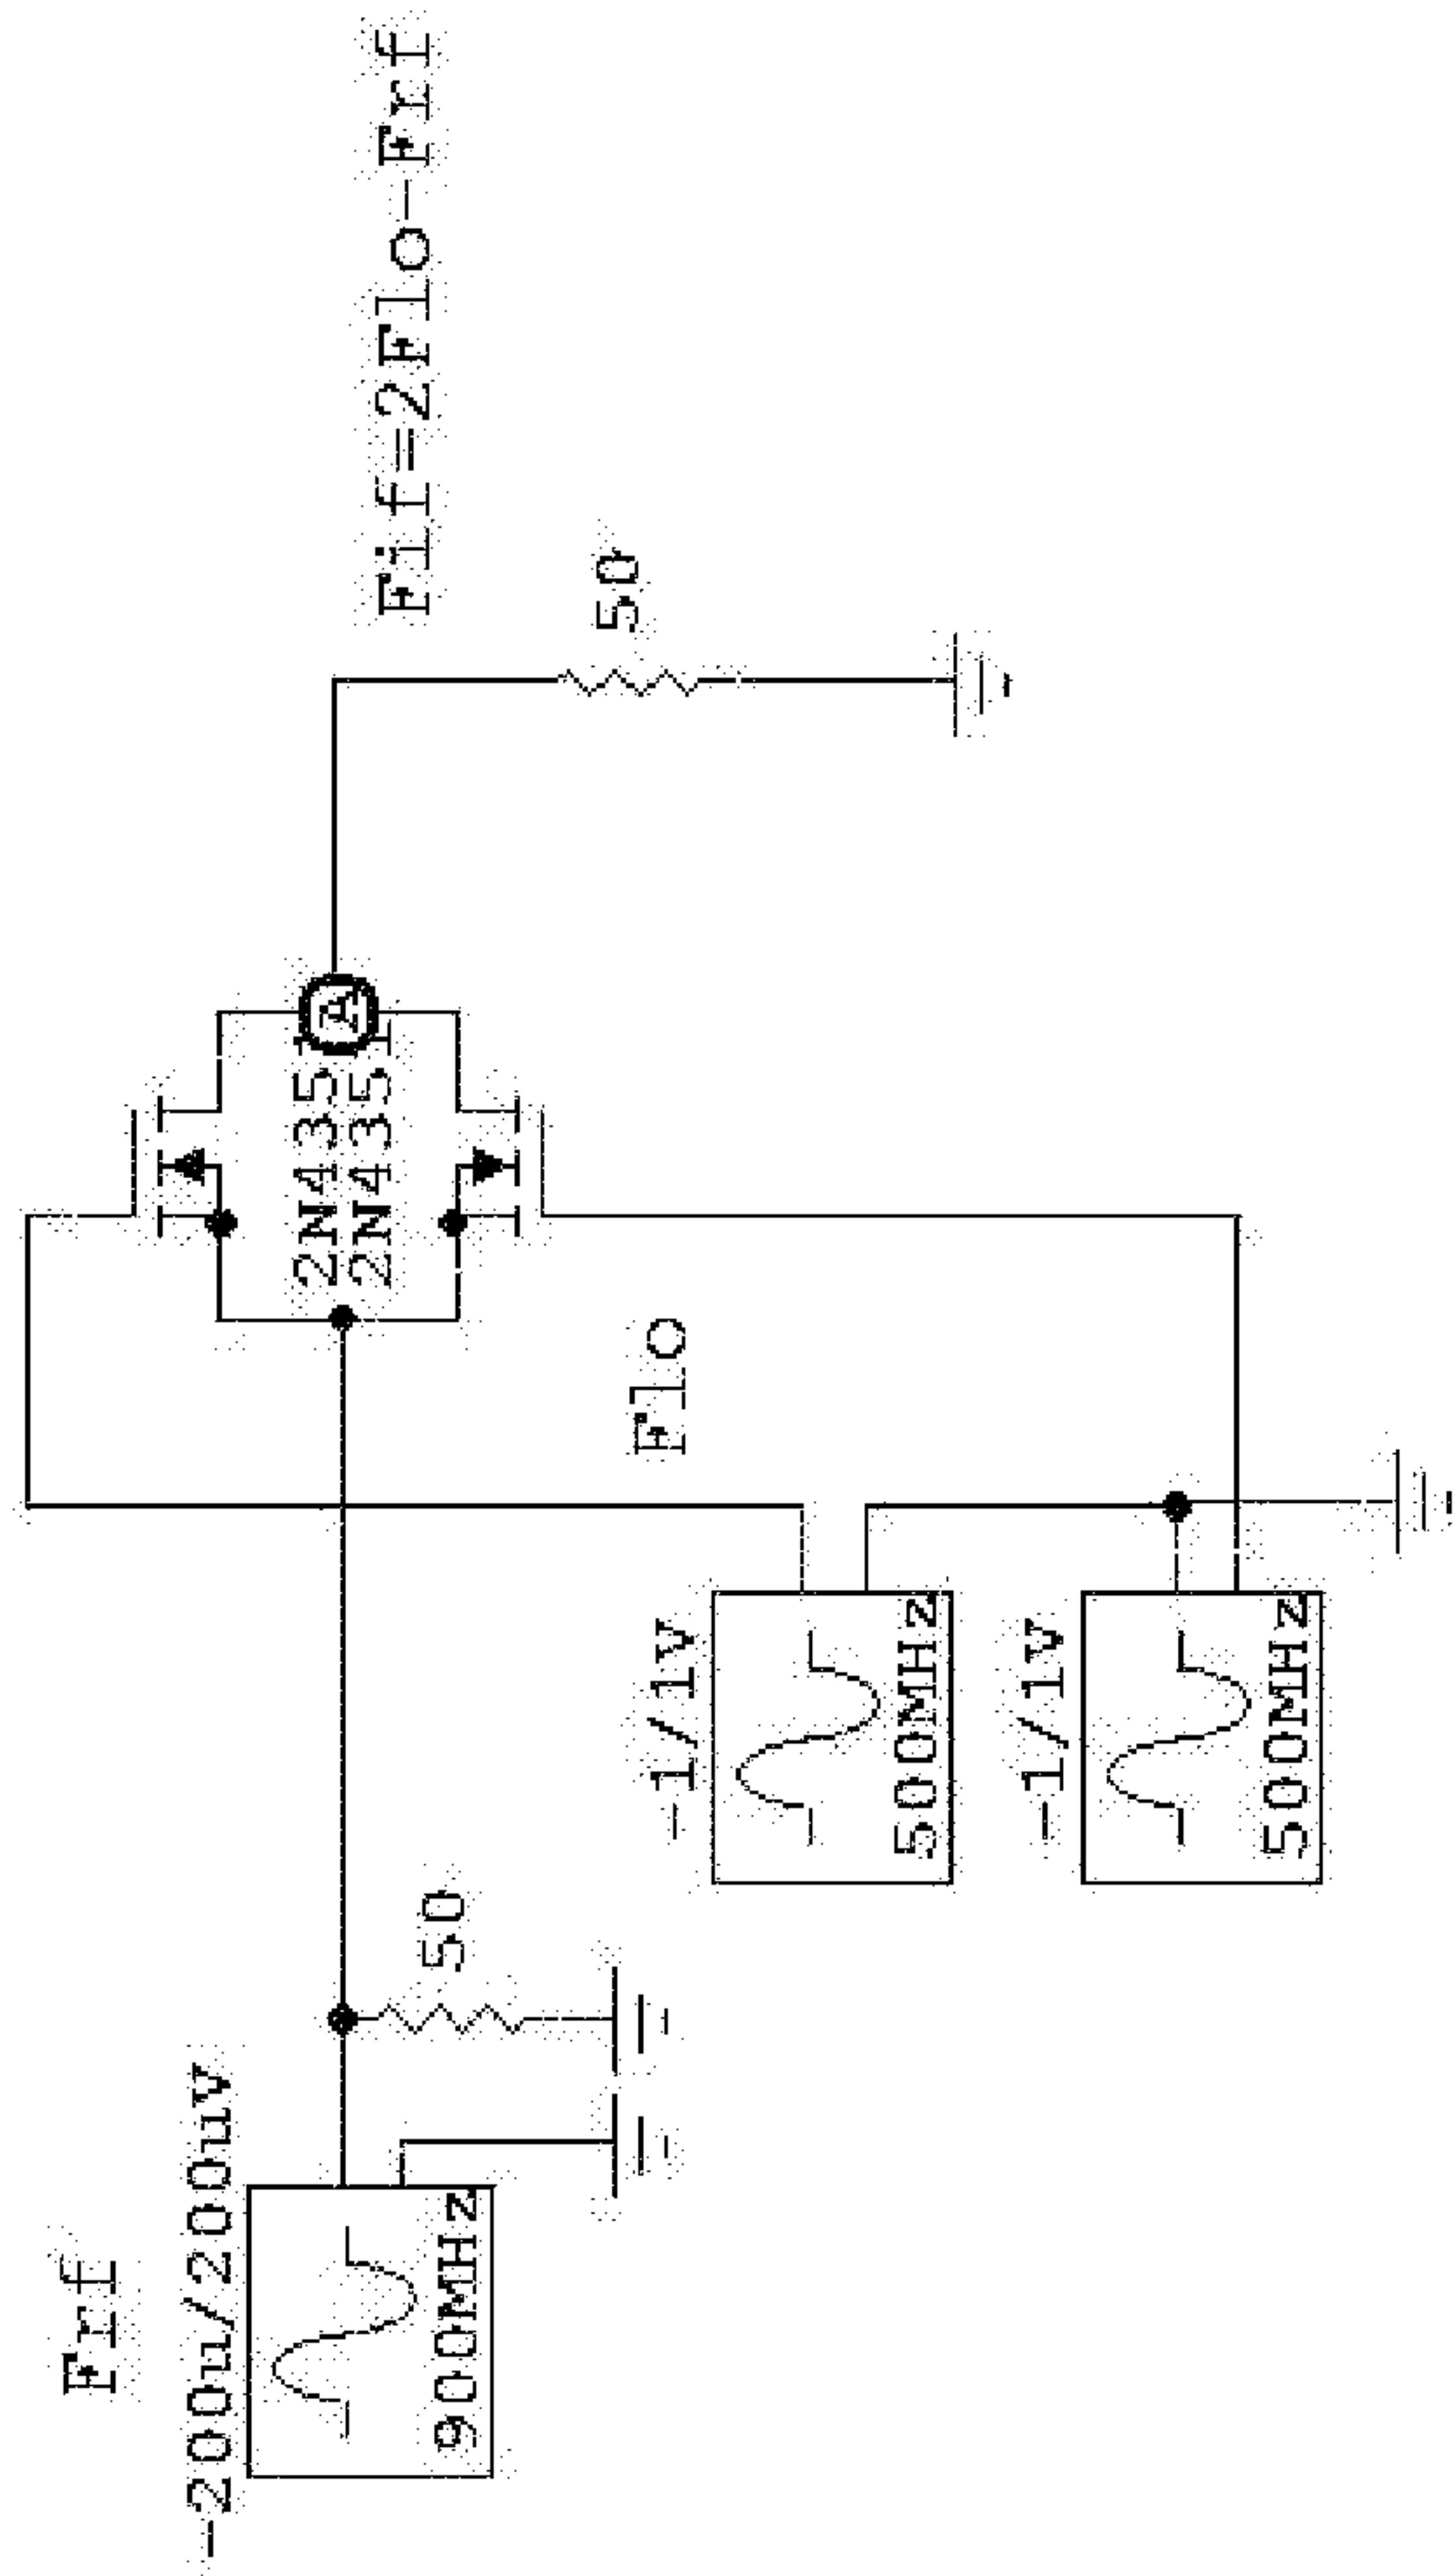 Frf
-200u/200uV
900MHz
50
-1/1V
500MHz
-1/1V
500MHz
Flo
2N4351
2N4351
A
50
Fif=2Flo-Frf